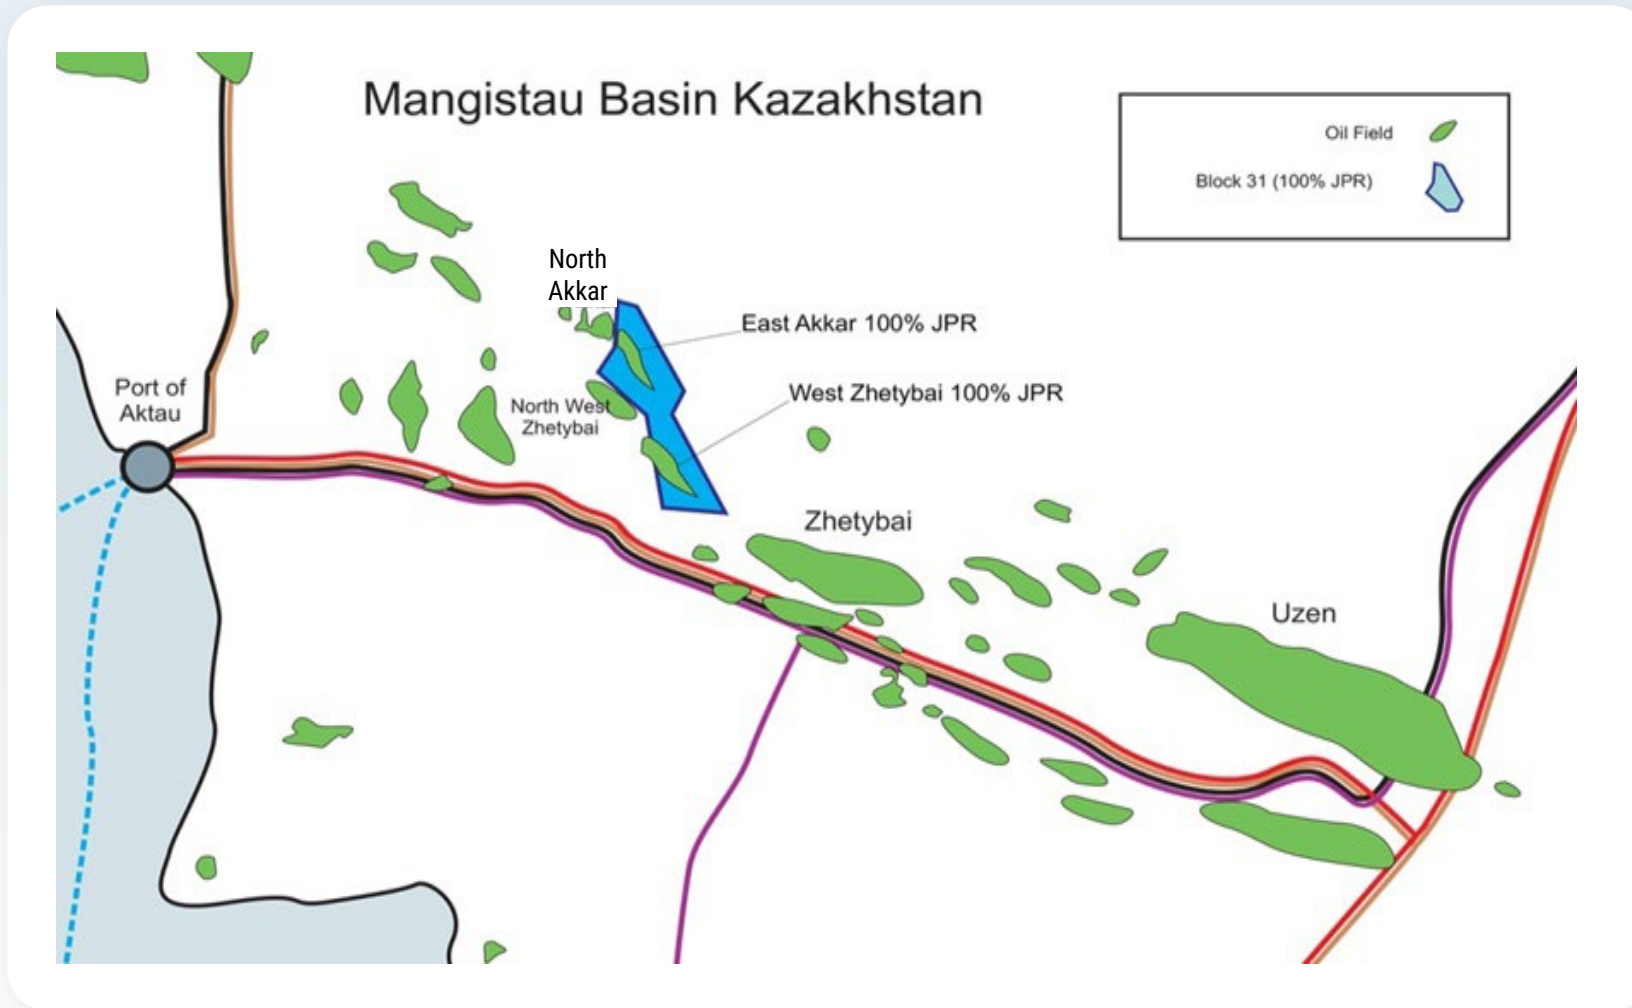 Mangistau Basin Kazakhstan
Oil Field
Block 31 (100% JPR)
North
Akkar
East Akkar 100% JPR
Port of
Aktau
West Zhetybai 100% JPR
North West
Zhetybai
Zhetybai
Uzen